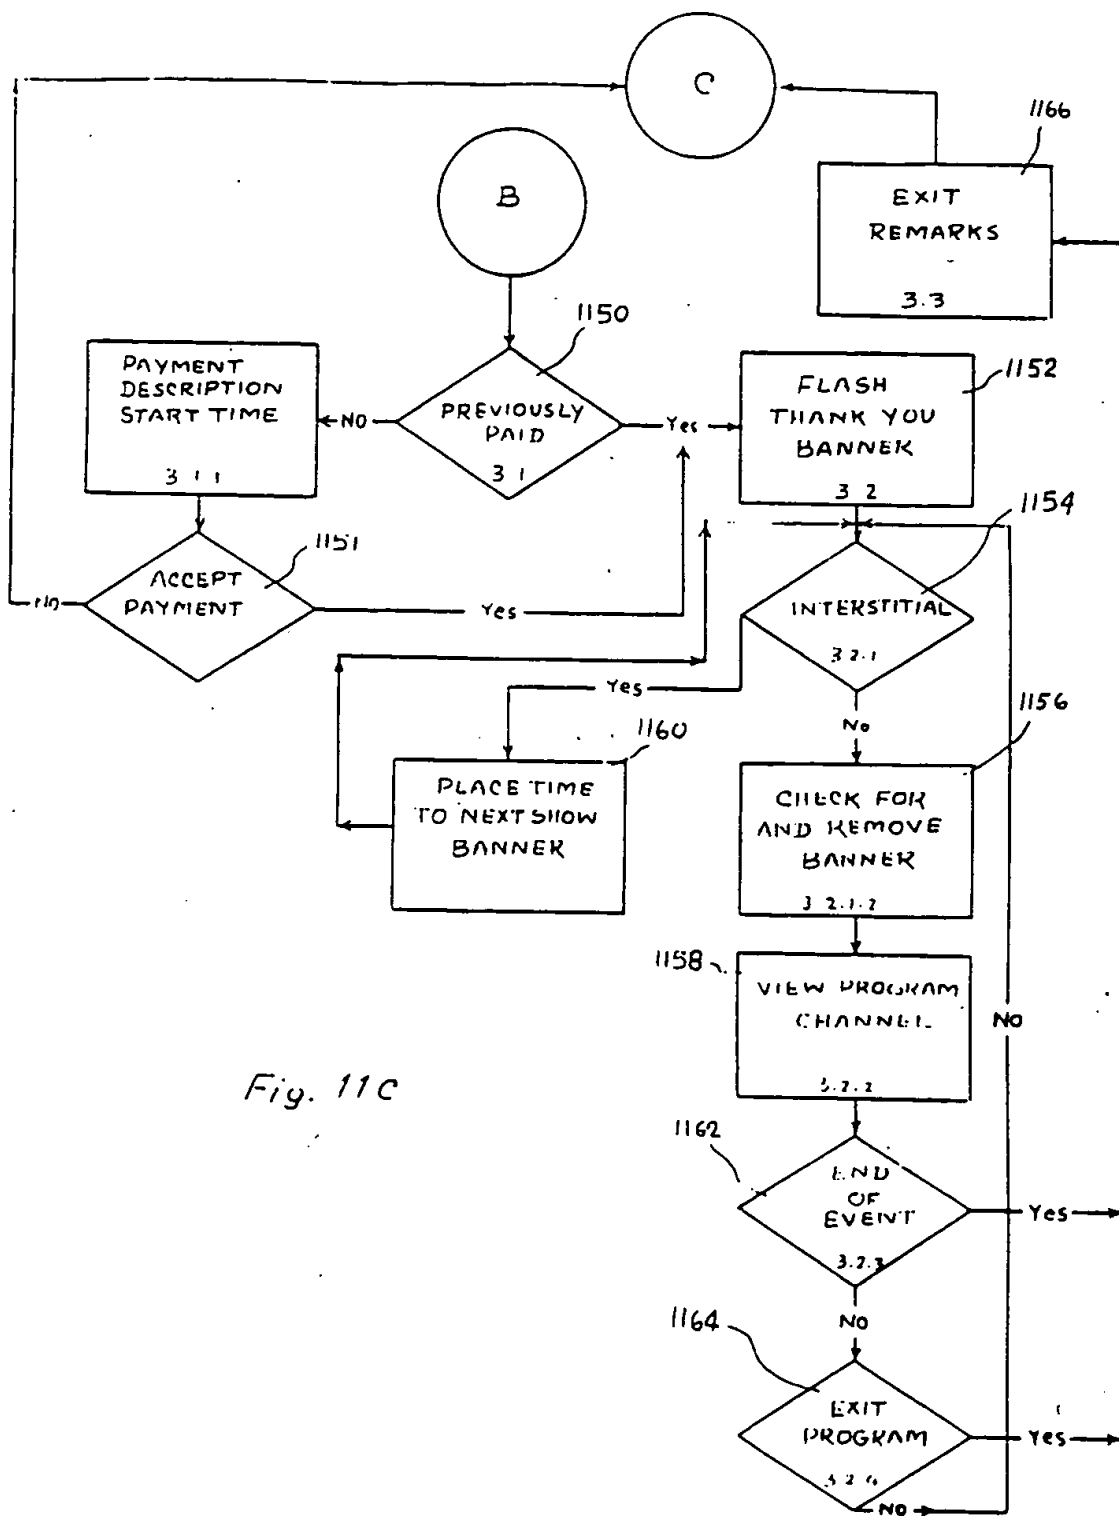 C
1166
EXIT
REMARKS
3.3
B
1150
PREVIOUSLY
PAID
3 1
NO
Yes
PAYMENT
DESCRIPTION
START TIME
3 1 1
1152
FLASH
THANK YOU
BANNER
3 2
1151
ACCEPT
PAYMENT
No
Yes
1154
INTERSTITIAL
3 2.1
Yes
No
1160
PLACE TIME
TO NEXT SHOW
BANNER
1156
CHECK FOR
AND REMOVE
BANNER
3 2.1.2
1158
VIEW PROGRAM
CHANNEL
3.2.2
NO
Fig. 11C
1162
END
OF
EVENT
3.2.3
Yes
NO
1164
EXIT
PROGRAM
3 2 4
Yes
NO